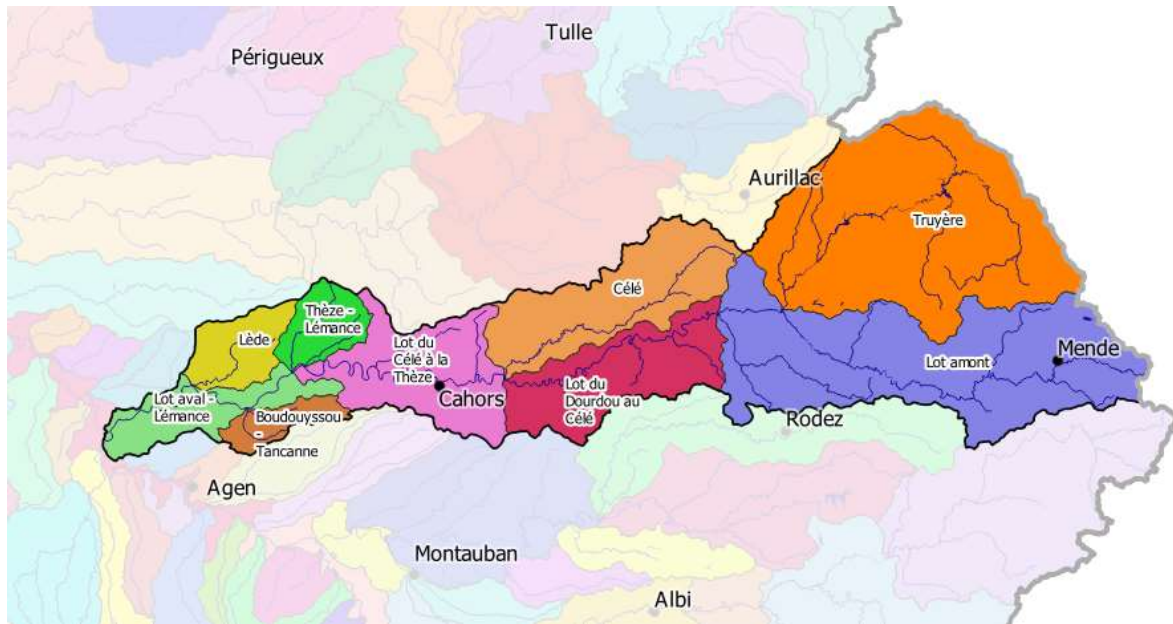 Tulle
Périgueux
Aurillac
Truyère
Célé
Thèze -
Lémance
Lède
Lot du
Célé à la
Thèze
Lot amont
Mende
Cahors
Lot du
Dourdou au
Célé
Lot aval -
Lémance
Boudouyssou
-
Tancanne
Rodez
Agen
Montauban
Albi